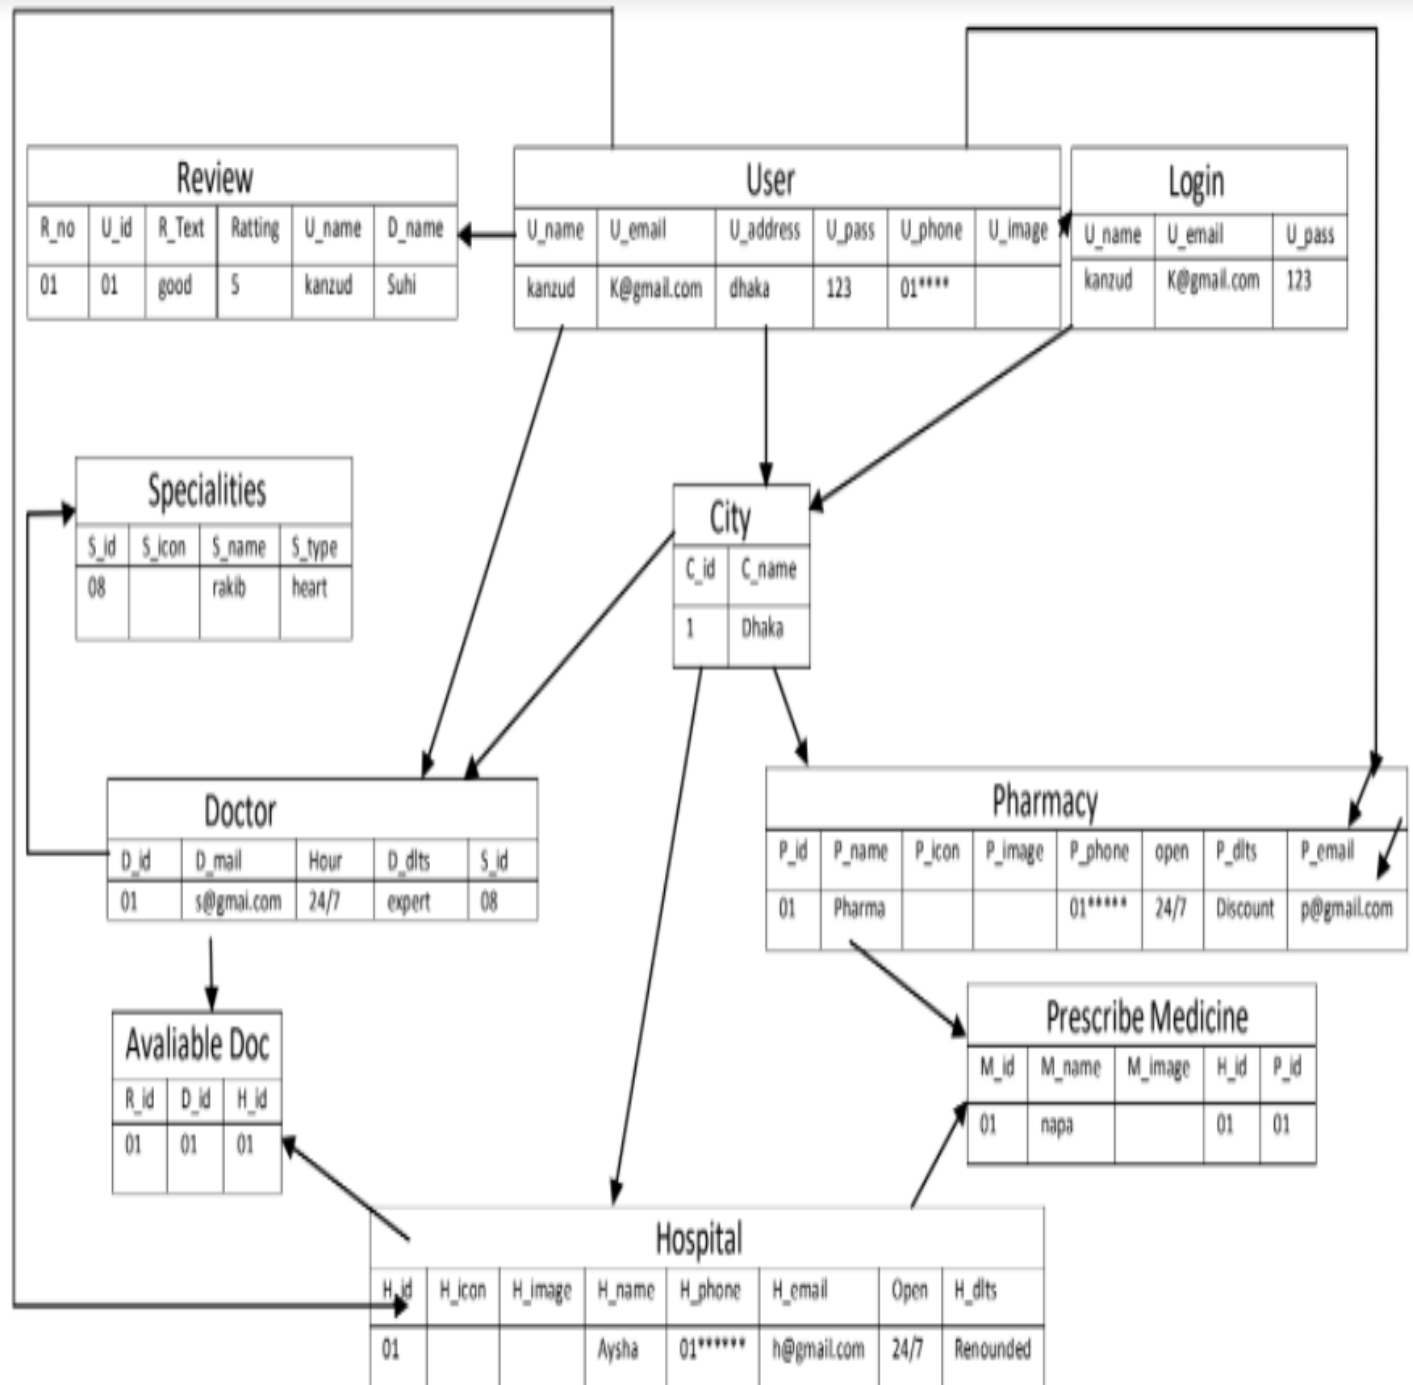 Review
R_no U_id R_Text Ratting U_name D_name
01 01 good 5 kanzud Suhi
User
U_name U_email U_address U_pass U_phone U_image
kanzud K@gmail.com dhaka 123 01****
Login
U_name U_email U_pass
kanzud K@gmail.com 123
Specialities
S_id S_icon S_name S_type
08 rakib heart
City
C_id C_name
1 Dhaka
Doctor
D_id D_mail Hour D_dlts S_id
01 s@gmai.com 24/7 expert 08
Pharmacy
P_id P_name P_icon P_image P_phone open P_dlts P_email
01 Pharma 01***** 24/7 Discount p@gmail.com
Avaliable Doc
R_id D_id H_id
01 01 01
Prescribe Medicine
M_id M_name M_image H_id P_id
01 napa 01 01
Hospital
H_id H_icon H_image H_name H_phone H_email Open H_dlts
01 Aysha 01****** h@gmail.com 24/7 Renounded